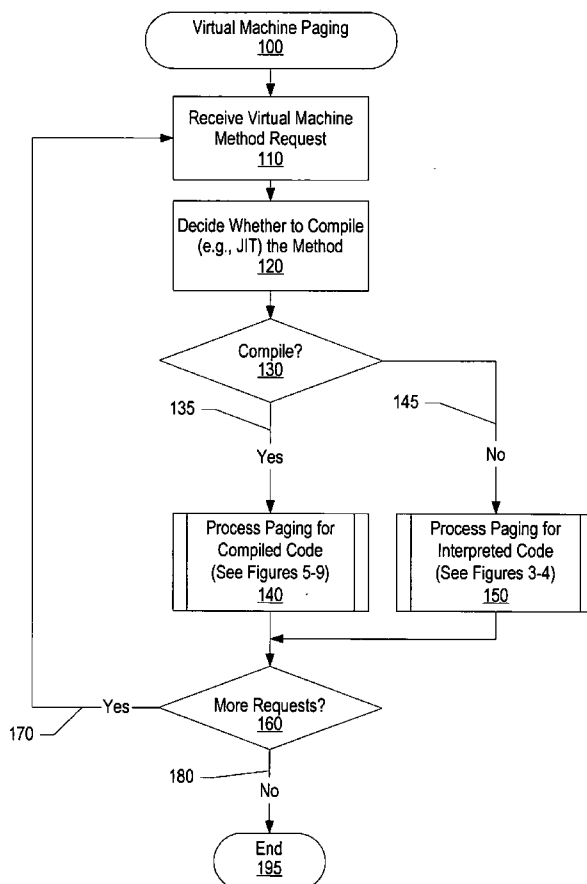 Virtual Machine Paging
100
Receive Virtual Machine
Method Request
110
Decide Whether to Compile
(e.g., JIT) the Method
120
Compile?
130
135
145
Yes
No
Process Paging for
Compiled Code
(See Figures 5-9)
140
Process Paging for
Interpreted Code
(See Figures 3-4)
150
More Requests?
160
Yes
170
180
No
End
195